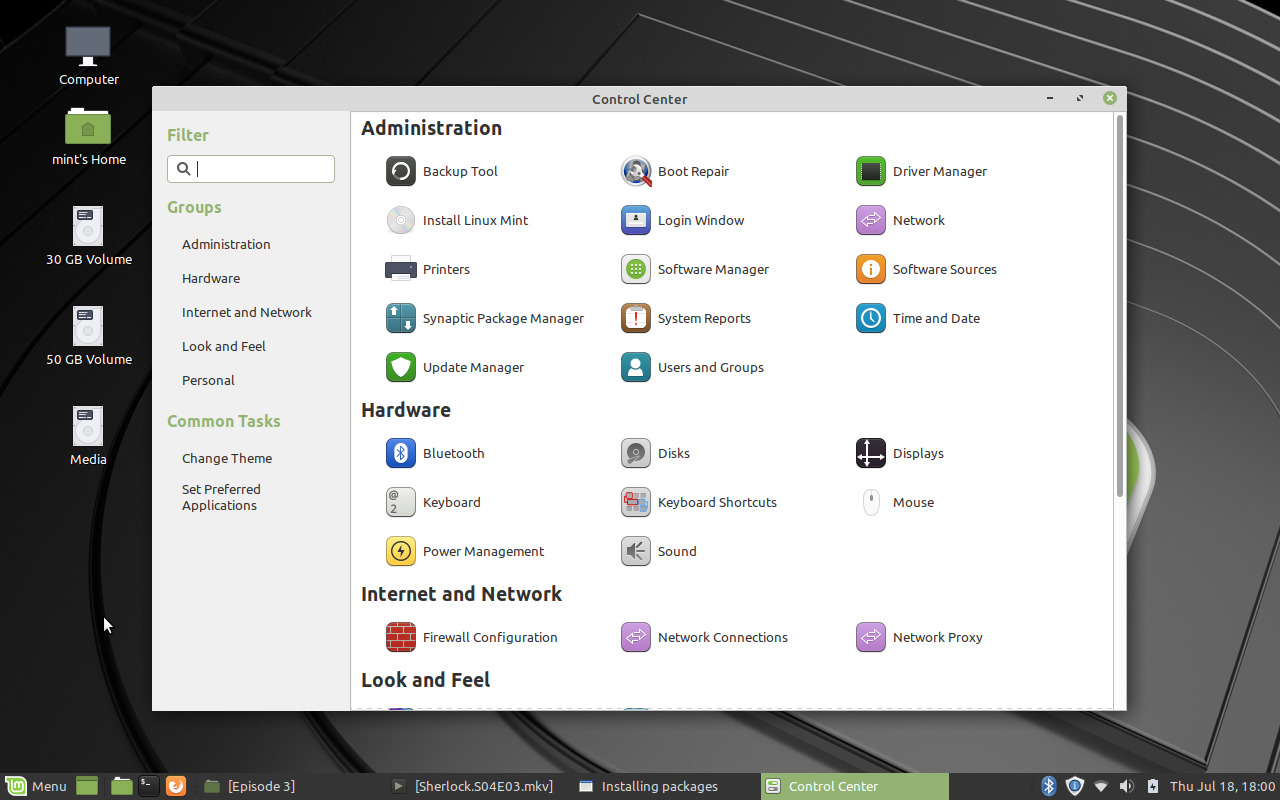 Computer
mint's Home
30 GB Volume
50 GB Volume
Media
Control Center
Filter
Groups
Administration
Hardware
Internet and Network
Look and Feel
Personal
Common Tasks
Change Theme
Set Preferred
Applications
Administration
Backup Tool
Boot Repair
Driver Manager
Install Linux Mint
Login Window
Network
Printers
Software Manager
Software Sources
Synaptic Package Manager
System Reports
Time and Date
Update Manager
Users and Groups
Hardware
Bluetooth
Disks
Displays
@
2
Keyboard
Keyboard Shortcuts
Mouse
Power Management
Sound
Internet and Network
Firewall Configuration
Network Connections
Network Proxy
Look and Feel
Menu
$_
[Episode 3]
[Sherlock.S04E03.mkv]
Installing packages
Control Center
Thu Jul 18, 18:00